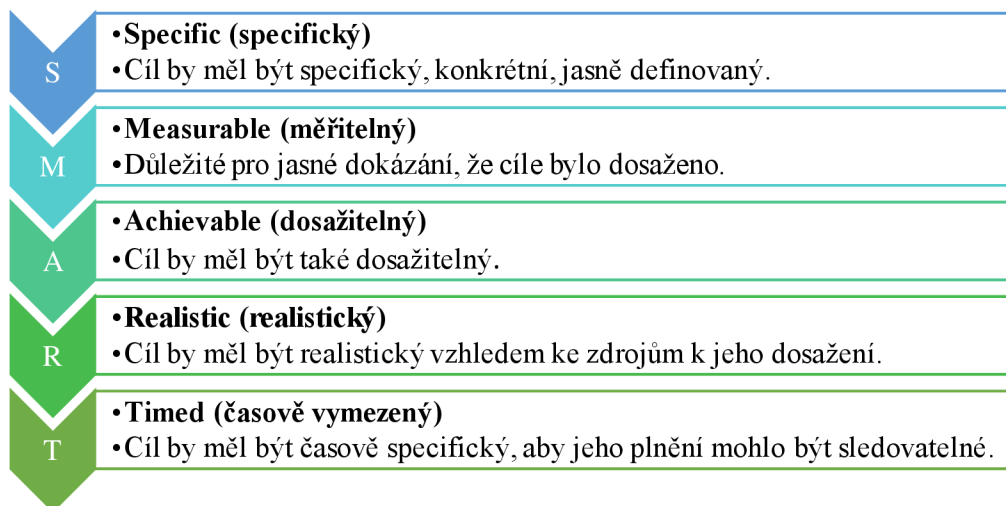 S
•Specific (specifický)
•Cíl by měl být specifický, konkrétní, jasně definovaný.
M
•Measurable (měřitelný)
•Důležité pro jasné dokázání, že cíle bylo dosaženo.
A
•Achievable (dosažitelný)
•Cíl by měl být také dosažitelný.
R
•Realistic (realistický)
•Cíl by měl být realistický vzhledem ke zdrojům k jeho dosažení.
T
•Timed (časově vymezený)
•Cíl by měl být časově specifický, aby jeho plnění mohlo být sledovatelné.